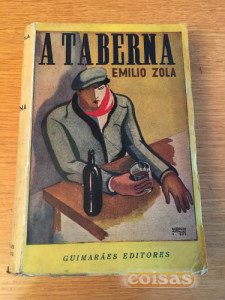 A TABERNA
EMILIO ZOLA
GUIMARÃES EDITORES
coisas